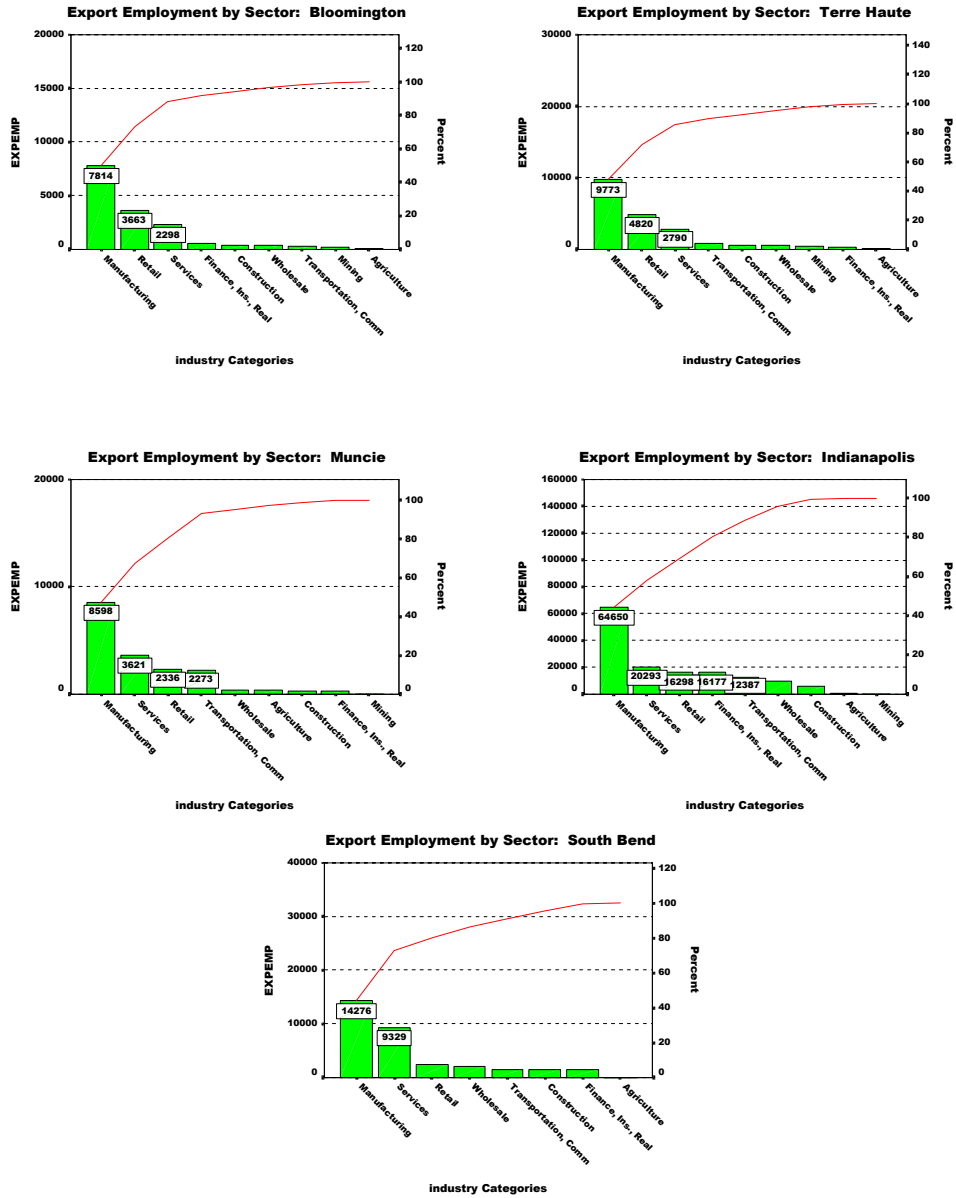 Export Employment by Sector: Bloomington
20000
15000
10000
5000
0
EXPEMP
120
100
80
60
40
20
0
Percent
7814
3663
2298
Manufacturing
Retail
Services
Finance, Ins., Real
Construction
Wholesale
Transportation, Comm
Mining
Agriculture
industry Categories
Export Employment by Sector: Terre Haute
30000
20000
10000
0
EXPEMP
140
120
100
80
60
40
20
0
Percent
9773
4820
2790
Manufacturing
Retail
Services
Transportation, Comm
Construction
Wholesale
Mining
Finance, Ins., Real
Agriculture
industry Categories
Export Employment by Sector: Muncie
20000
10000
0
EXPEMP
100
80
60
40
20
0
Percent
8598
3621
2336
2273
Manufacturing
Services
Retail
Transportation, Comm
Wholesale
Agriculture
Construction
Finance, Ins., Real
Mining
industry Categories
Export Employment by Sector: Indianapolis
160000
140000
120000
100000
80000
60000
40000
20000
0
EXPEMP
100
80
60
40
20
0
Percent
64650
20293
16298
16177
12387
Manufacturing
Services
Retail
Finance, Ins., Real
Transportation, Comm
Wholesale
Construction
Agriculture
Mining
industry Categories
Export Employment by Sector: South Bend
40000
30000
20000
10000
0
EXPEMP
120
100
80
60
40
20
0
Percent
14276
9329
Manufacturing
Services
Retail
Wholesale
Transportation, Comm
Construction
Finance, Ins., Real
Agriculture
industry Categories